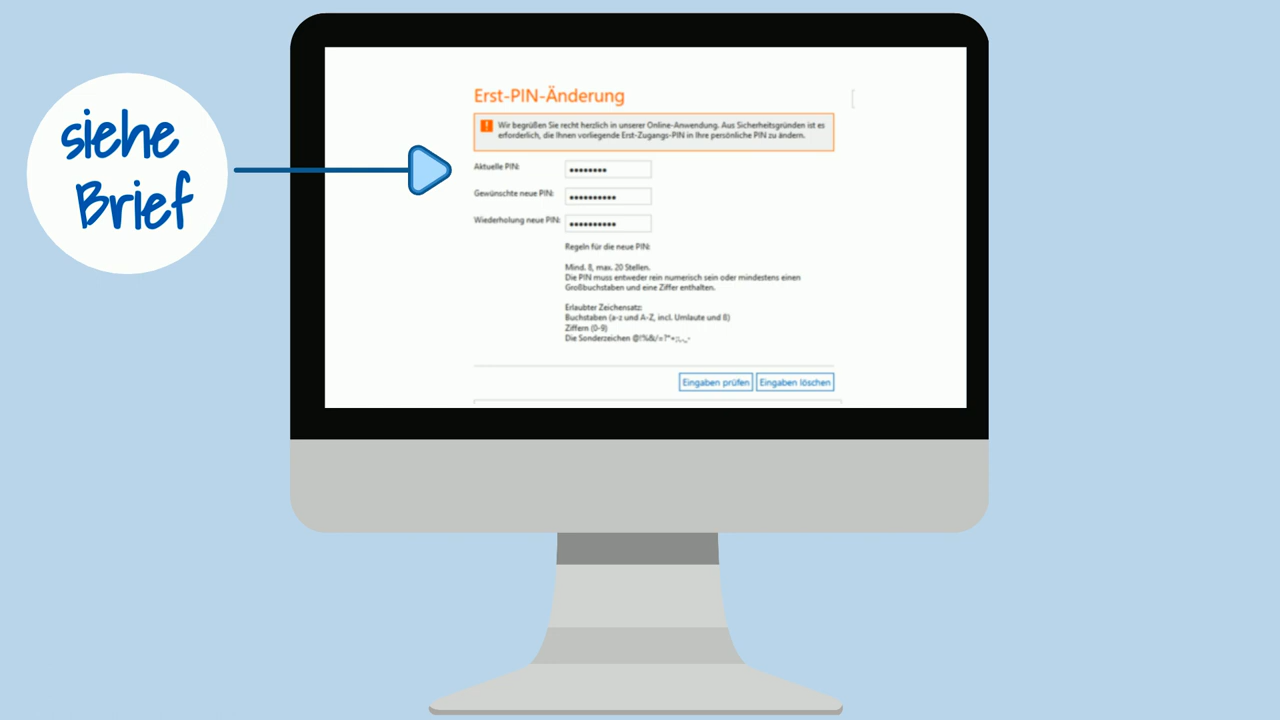 siehe
Brief
Erst-PIN-Änderung
! Wir begrüßen Sie recht herzlich in unserer Online-Anwendung. Aus Sicherheitsgründen ist es
erforderlich, die Ihnen vorliegende Erst-Zugangs-PIN in Ihre persönliche PIN zu ändern.
Aktuelle PIN: ••••••••
Gewünschte neue PIN: ••••••••••
Wiederholung neue PIN: ••••••••••
Regeln für die neue PIN:
Mind. 8, max. 20 Stellen.
Die PIN muss entweder rein numerisch sein oder mindestens einen
Großbuchstaben und eine Ziffer enthalten.
Erlaubter Zeichensatz:
Buchstaben (a-z und A-Z, incl. Umlaute und ß)
Ziffern (0-9)
Die Sonderzeichen @!%&/=?*+;:,._-
Eingaben prüfen Eingaben löschen